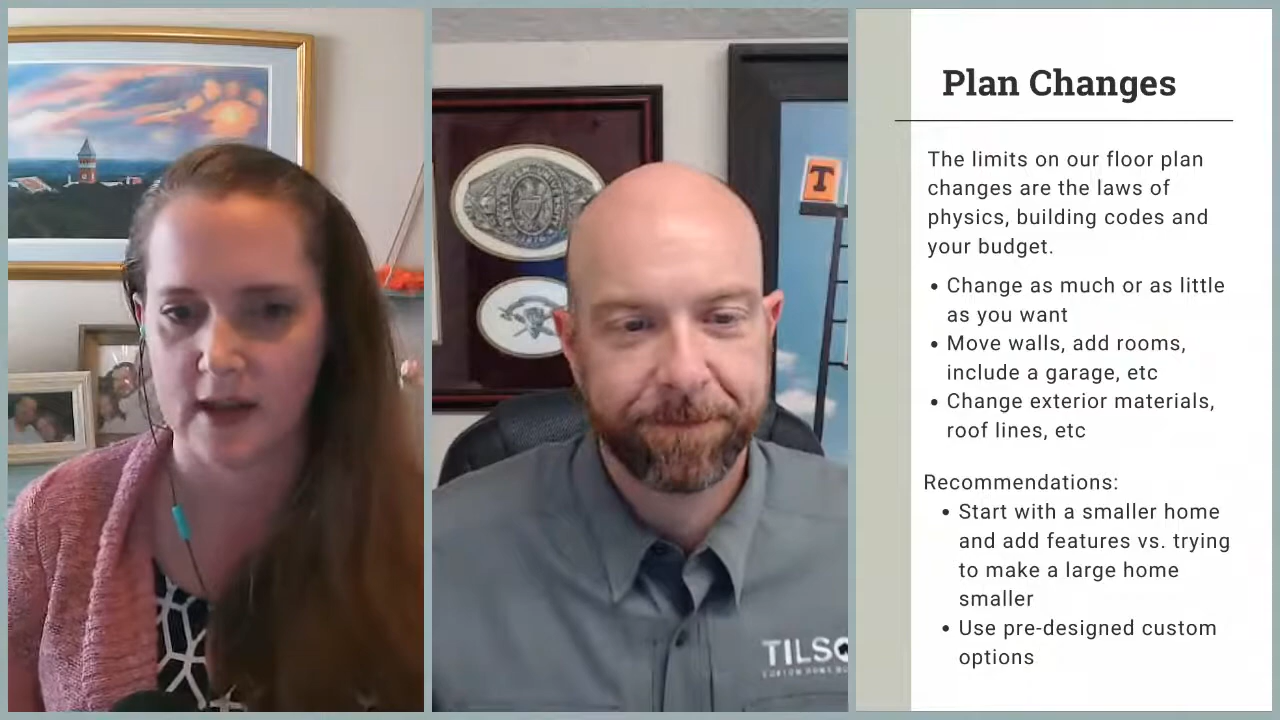 T
TILSO
Plan Changes
The limits on our floor plan
changes are the laws of
physics, building codes and
your budget.
• Change as much or as little
as you want
• Move walls, add rooms,
include a garage, etc
• Change exterior materials,
roof lines, etc
Recommendations:
• Start with a smaller home
and add features vs. trying
to make a large home
smaller
• Use pre-designed custom
options